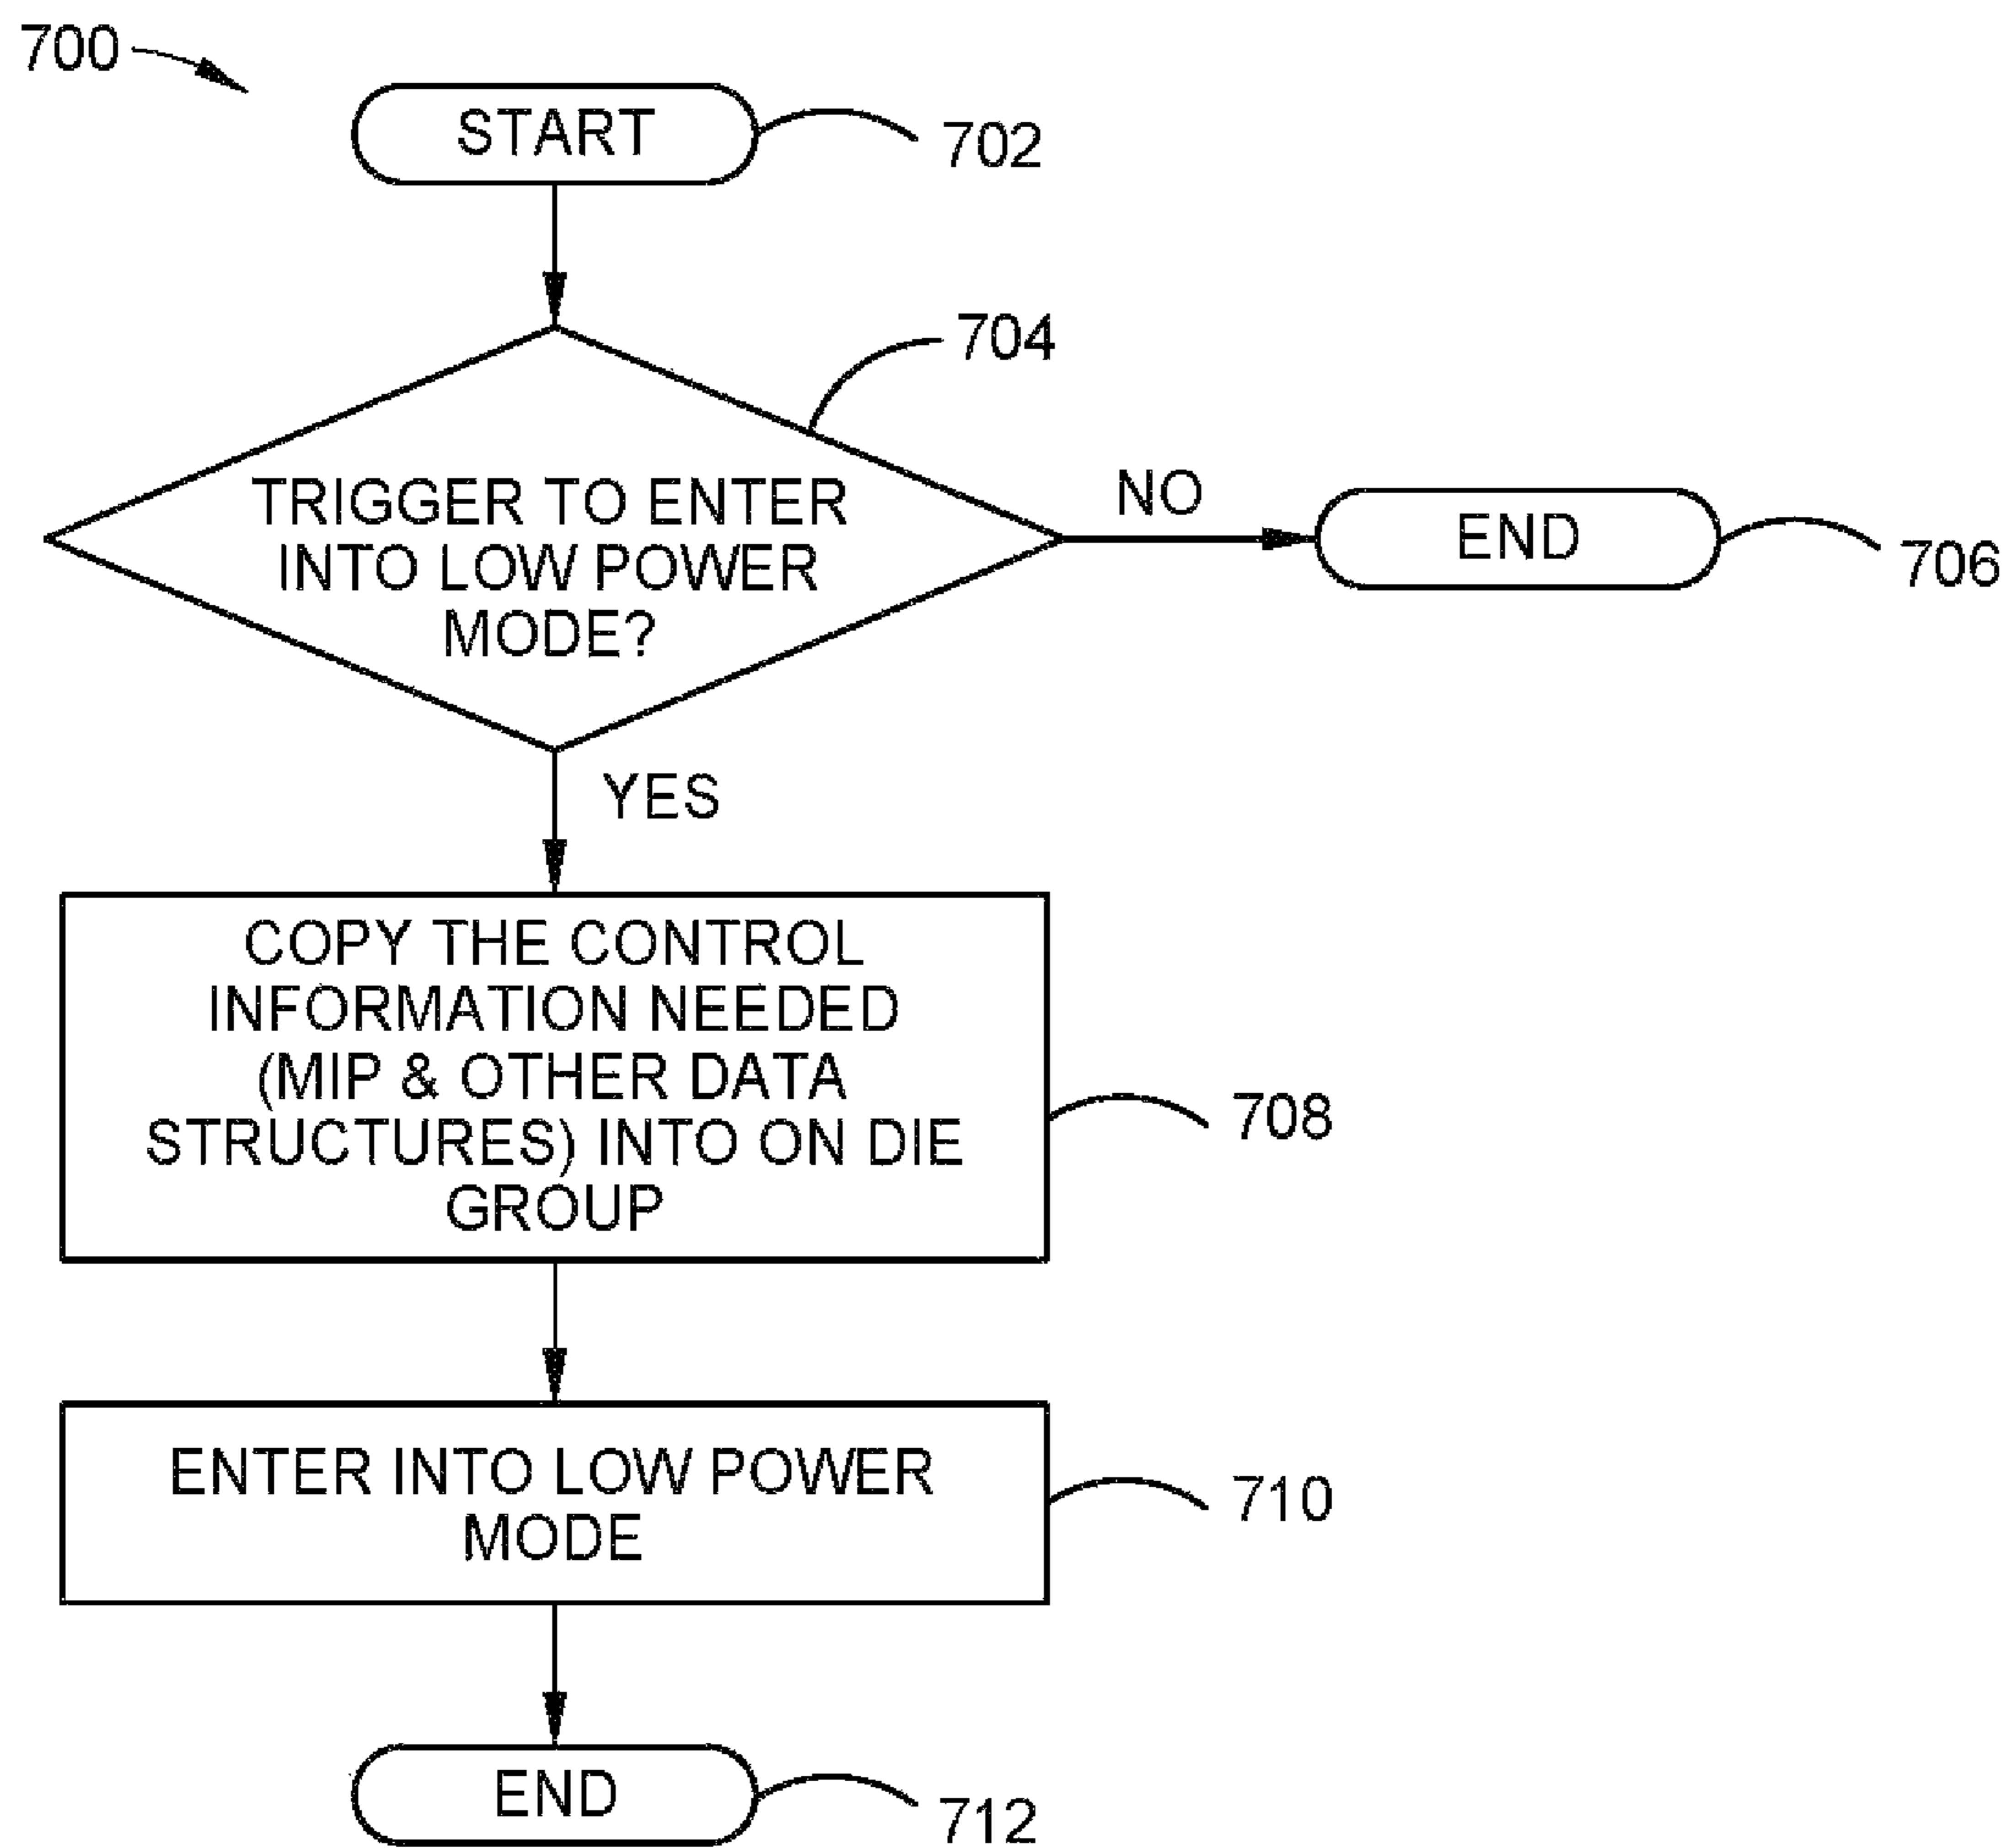 700
START
702
704
TRIGGER TO ENTER
INTO LOW POWER
MODE?
NO
END
706
YES
COPY THE CONTROL
INFORMATION NEEDED
(MIP & OTHER DATA
STRUCTURES) INTO ON DIE
GROUP
708
ENTER INTO LOW POWER
MODE
710
END
712